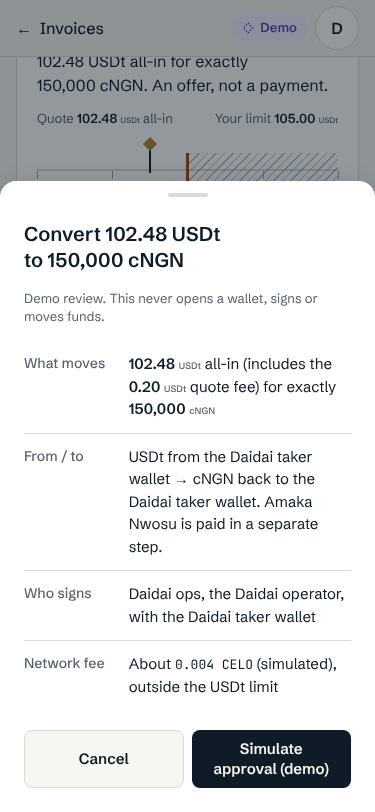 ← Invoices
Demo
D
102.48 USDt all-in for exactly
150,000 cNGN. An offer, not a payment.
Quote 102.48 USDt all-in
Your limit 105.00 USDt
Convert 102.48 USDt
to 150,000 cNGN
Demo review. This never opens a wallet, signs or
moves funds.
What moves
102.48 USDt all-in (includes the
0.20 USDt quote fee) for exactly
150,000 cNGN
From / to
USDt from the Daidai taker
wallet → cNGN back to the
Daidai taker wallet. Amaka
Nwosu is paid in a separate
step.
Who signs
Daidai ops, the Daidai operator,
with the Daidai taker wallet
Network fee
About 0.004 CELO (simulated),
outside the USDt limit
Cancel
Simulate
approval (demo)